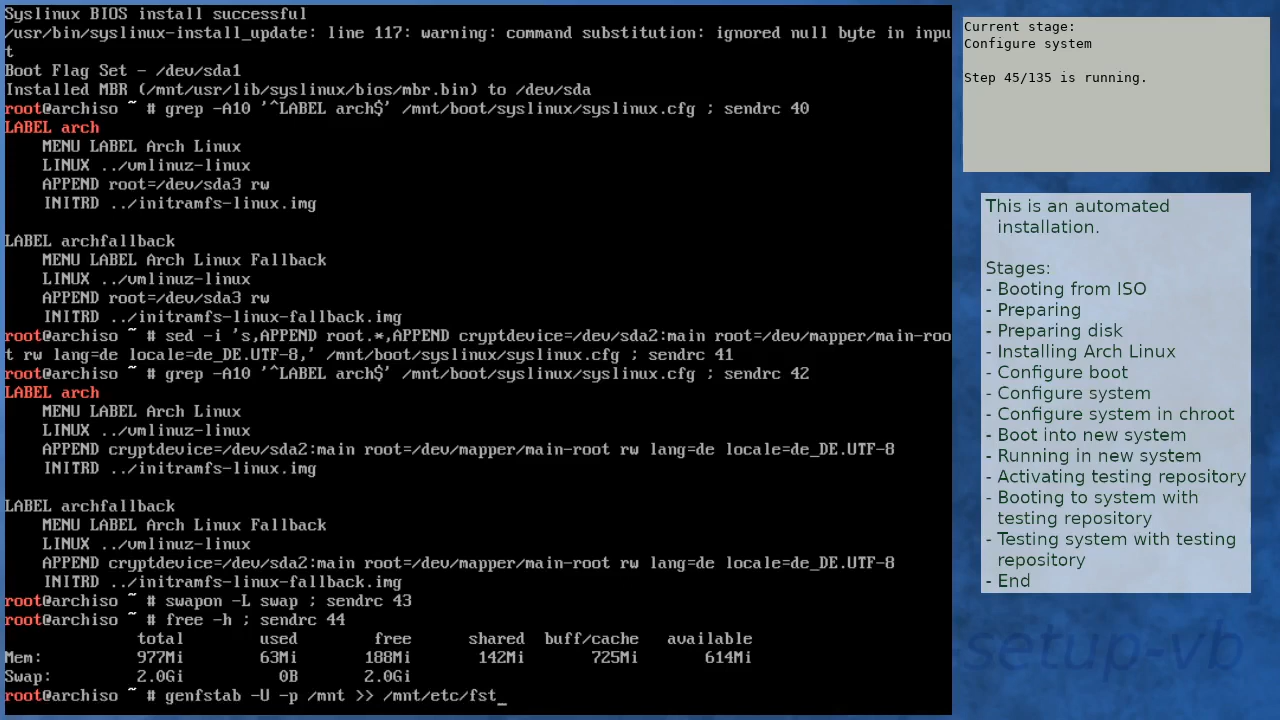 Syslinux BIOS install successful
/usr/bin/syslinux-install_update: line 117: warning: command substitution: ignored null byte in inpu
t
Boot Flag Set - /dev/sda1
Installed MBR (/mnt/usr/lib/syslinux/bios/mbr.bin) to /dev/sda
root@archiso ~ # grep -A10 '^LABEL arch$' /mnt/boot/syslinux/syslinux.cfg ; sendrc 40
LABEL arch
    MENU LABEL Arch Linux
    LINUX ../vmlinuz-linux
    APPEND root=/dev/sda3 rw
    INITRD ../initramfs-linux.img

LABEL archfallback
    MENU LABEL Arch Linux Fallback
    LINUX ../vmlinuz-linux
    APPEND root=/dev/sda3 rw
    INITRD ../initramfs-linux-fallback.img
root@archiso ~ # sed -i 's,APPEND root.*,APPEND cryptdevice=/dev/sda2:main root=/dev/mapper/main-roo
t rw lang=de locale=de_DE.UTF-8,' /mnt/boot/syslinux/syslinux.cfg ; sendrc 41
root@archiso ~ # grep -A10 '^LABEL arch$' /mnt/boot/syslinux/syslinux.cfg ; sendrc 42
LABEL arch
    MENU LABEL Arch Linux
    LINUX ../vmlinuz-linux
    APPEND cryptdevice=/dev/sda2:main root=/dev/mapper/main-root rw lang=de locale=de_DE.UTF-8
    INITRD ../initramfs-linux.img

LABEL archfallback
    MENU LABEL Arch Linux Fallback
    LINUX ../vmlinuz-linux
    APPEND cryptdevice=/dev/sda2:main root=/dev/mapper/main-root rw lang=de locale=de_DE.UTF-8
    INITRD ../initramfs-linux-fallback.img
root@archiso ~ # swapon -L swap ; sendrc 43
root@archiso ~ # free -h ; sendrc 44
              total        used        free      shared  buff/cache   available
Mem:          977Mi        63Mi       188Mi       142Mi       725Mi       614Mi
Swap:         2.0Gi          0B       2.0Gi
root@archiso ~ # genfstab -U -p /mnt >> /mnt/etc/fst_
Current stage:
Configure system

Step 45/135 is running.
This is an automated
installation.

Stages:
- Booting from ISO
- Preparing
- Preparing disk
- Installing Arch Linux
- Configure boot
- Configure system
- Configure system in chroot
- Boot into new system
- Running in new system
- Activating testing repository
- Booting to system with
testing repository
- Testing system with testing
repository
- End
setup-vb